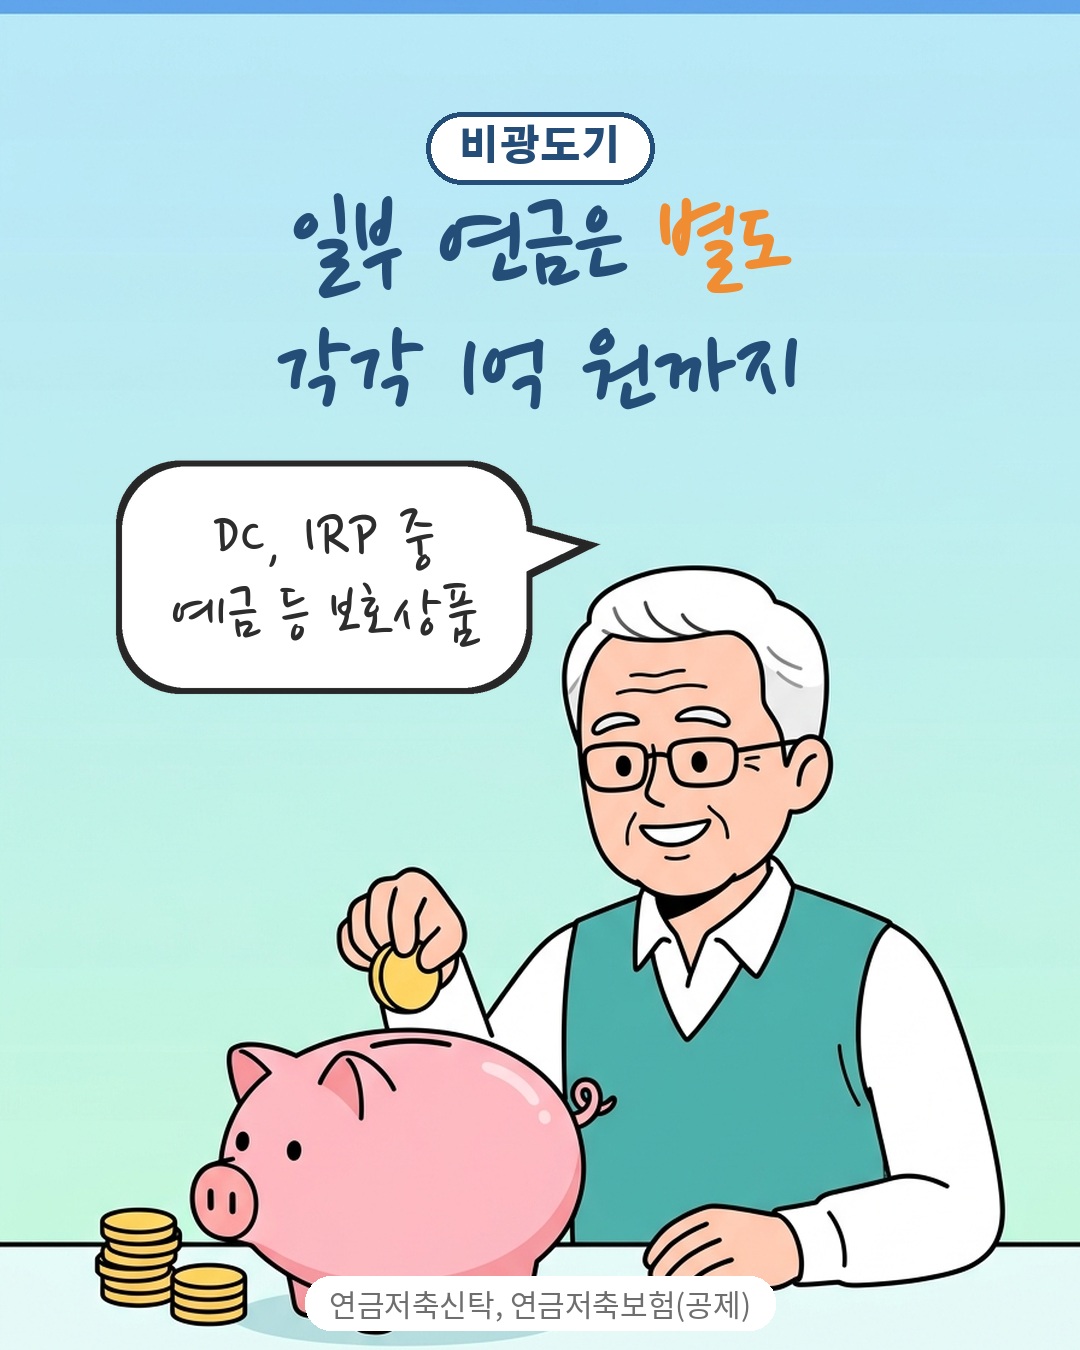 비광도기
일부 연금은 별도
각각 1억 원까지
DC, IRP 중
예금 등 보호상품
연금저축신탁, 연금저축보험(공제)